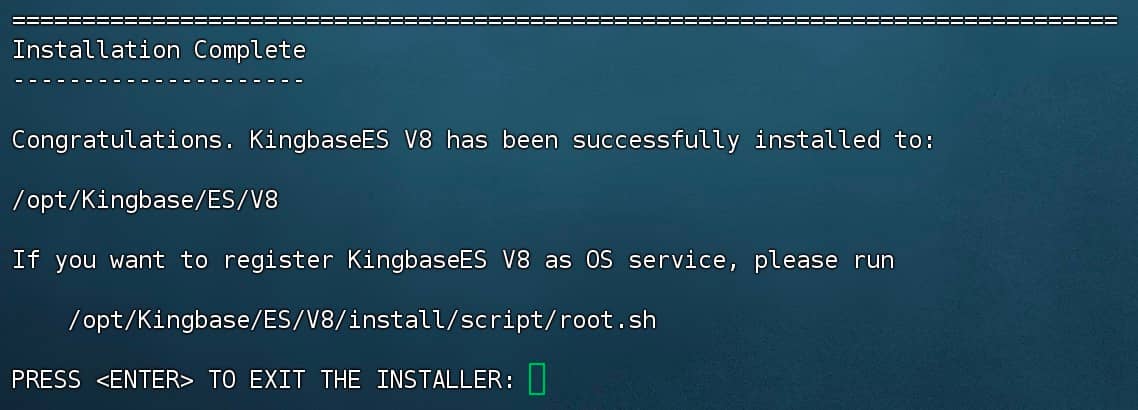 ===============================================================================
Installation Complete
---------------------
Congratulations. KingbaseES V8 has been successfully installed to:
/opt/Kingbase/ES/V8
If you want to register KingbaseES V8 as OS service, please run
/opt/Kingbase/ES/V8/install/script/root.sh
PRESS <ENTER> TO EXIT THE INSTALLER: